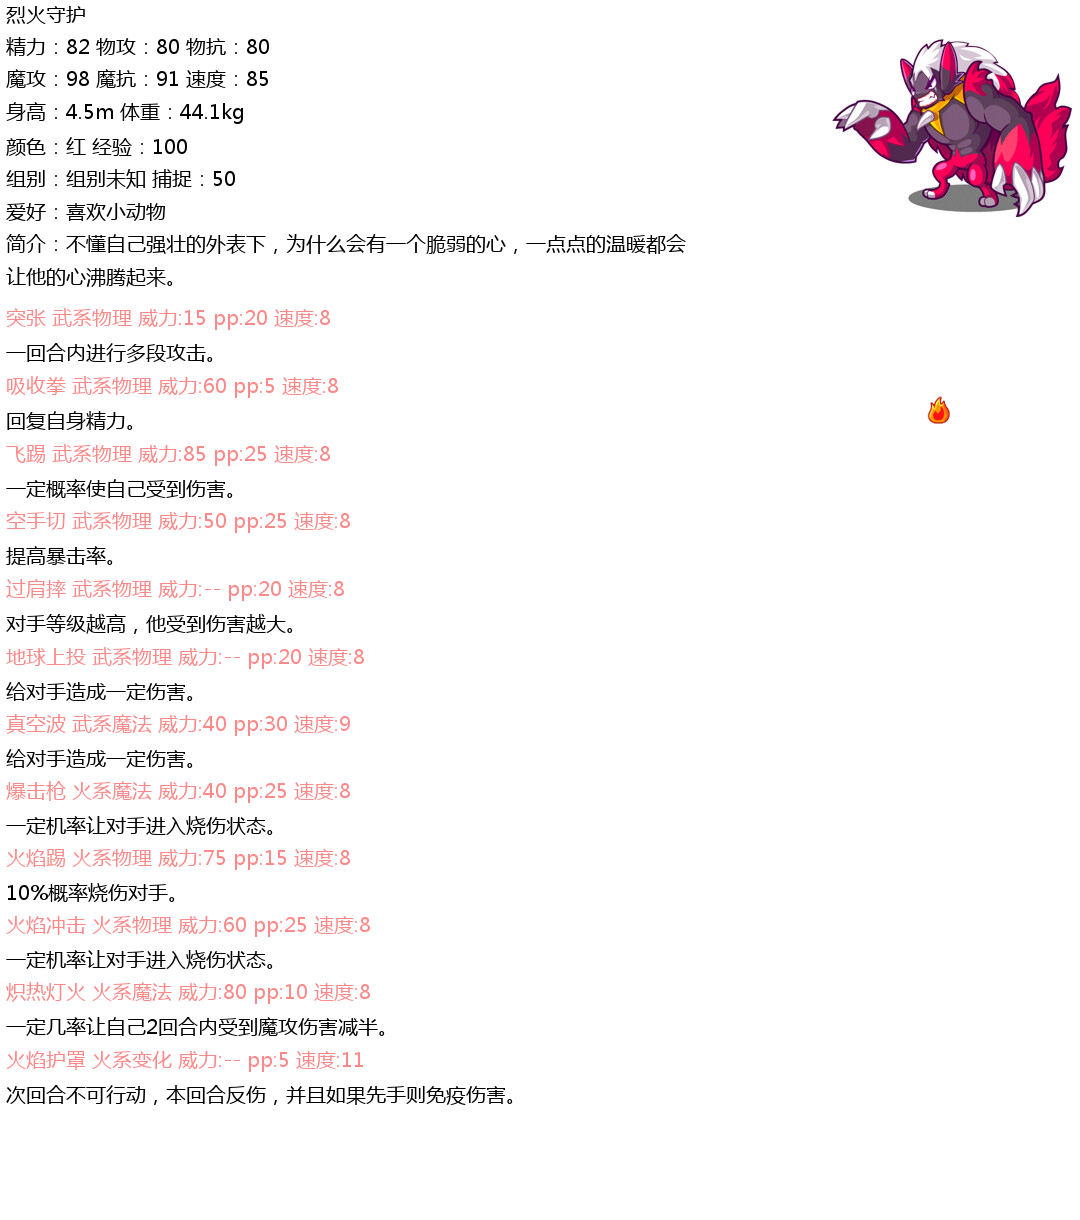 烈火守护
精力：82 物攻：80 物抗：80
魔攻：98 魔抗：91 速度：85
身高：4.5m 体重：44.1kg
颜色：红 经验：100
组别：组别未知 捕捉：50
爱好：喜欢小动物
简介：不懂自己强壮的外表下，为什么会有一个脆弱的心，一点点的温暖都会
让他的心沸腾起来。
突张 武系物理 威力:15 pp:20 速度:8
一回合内进行多段攻击。
吸收拳 武系物理 威力:60 pp:5 速度:8
回复自身精力。
飞踢 武系物理 威力:85 pp:25 速度:8
一定概率使自己受到伤害。
空手切 武系物理 威力:50 pp:25 速度:8
提高暴击率。
过肩摔 武系物理 威力:-- pp:20 速度:8
对手等级越高，他受到伤害越大。
地球上投 武系物理 威力:-- pp:20 速度:8
给对手造成一定伤害。
真空波 武系魔法 威力:40 pp:30 速度:9
给对手造成一定伤害。
爆击枪 火系魔法 威力:40 pp:25 速度:8
一定机率让对手进入烧伤状态。
火焰踢 火系物理 威力:75 pp:15 速度:8
10%概率烧伤对手。
火焰冲击 火系物理 威力:60 pp:25 速度:8
一定机率让对手进入烧伤状态。
炽热灯火 火系魔法 威力:80 pp:10 速度:8
一定几率让自己2回合内受到魔攻伤害减半。
火焰护罩 火系变化 威力:-- pp:5 速度:11
次回合不可行动，本回合反伤，并且如果先手则免疫伤害。